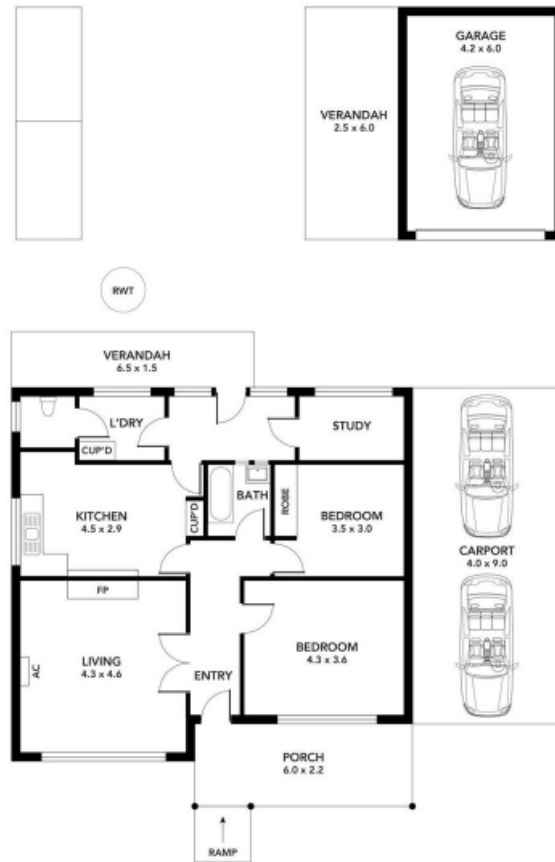 GARAGE
4.2 x 6.0
VERANDAH
2.5 x 6.0
RWT
VERANDAH
6.5 x 1.5
L'DRY
STUDY
CUP'D
BATH
KITCHEN
4.5 x 2.9
CUP'D
ROBE
BEDROOM
3.5 x 3.0
CARPORT
4.0 x 9.0
FP
LIVING
4.3 x 4.6
AC
ENTRY
BEDROOM
4.3 x 3.6
PORCH
6.0 x 2.2
RAMP